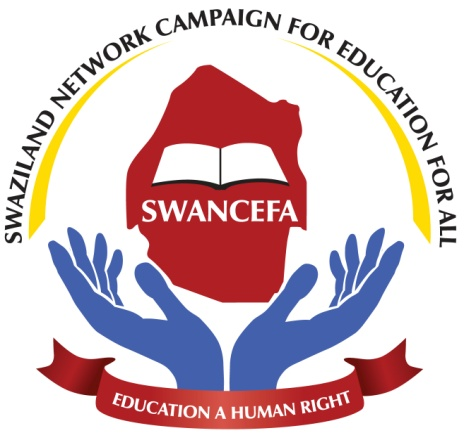 SWAZILAND NETWORK CAMPAIGN FOR EDUCATION FOR ALL
SWANCEFA
EDUCATION A HUMAN RIGHT